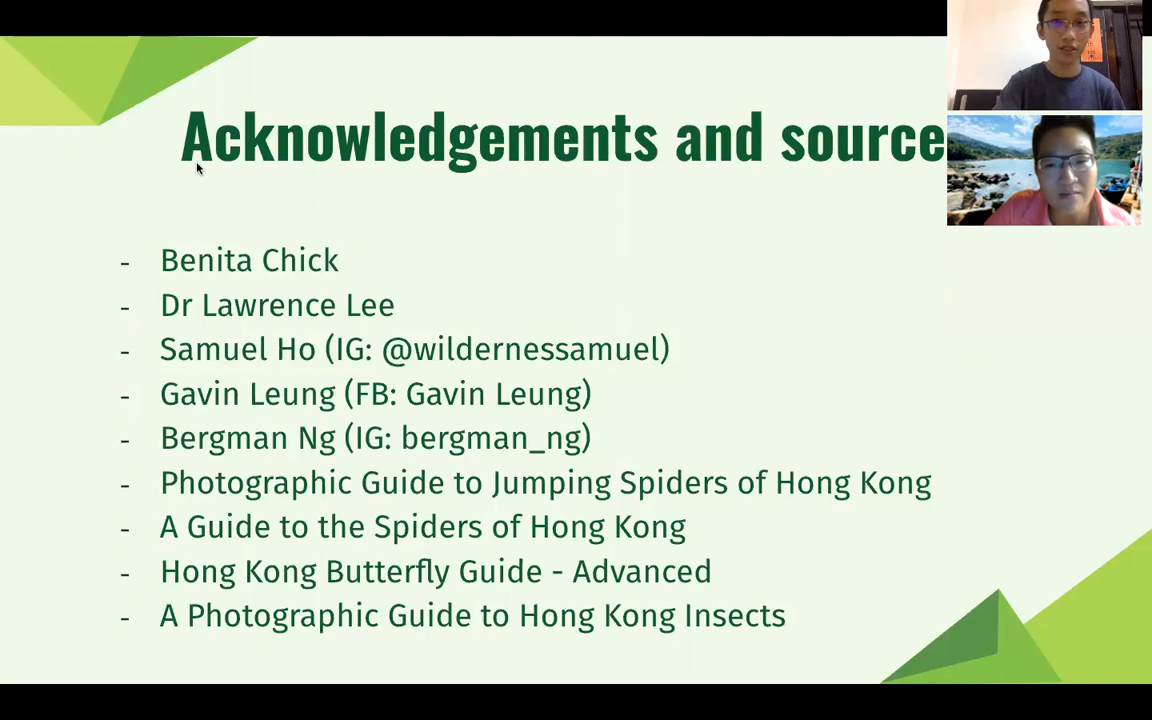 Acknowledgements and source
- Benita Chick
- Dr Lawrence Lee
- Samuel Ho (IG: @wildernessamuel)
- Gavin Leung (FB: Gavin Leung)
- Bergman Ng (IG: bergman_ng)
- Photographic Guide to Jumping Spiders of Hong Kong
- A Guide to the Spiders of Hong Kong
- Hong Kong Butterfly Guide - Advanced
- A Photographic Guide to Hong Kong Insects